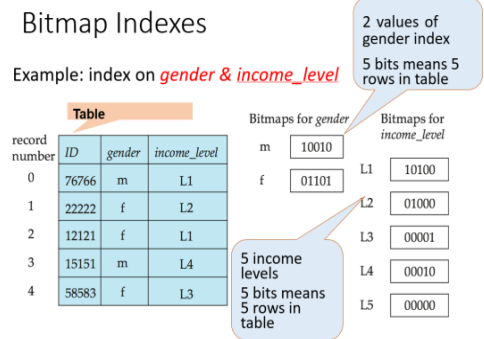 Bitmap Indexes
2 values of
gender index
5 bits means 5
rows in table
Example: index on gender & income_level
Table
record
number
ID gender income_level
0 76766 m L1
1 22222 f L2
2 12121 f L1
3 15151 m L4
4 58583 f L3
Bitmaps for gender
m 10010
f 01101
Bitmaps for
income_level
L1 10100
L2 01000
L3 00001
L4 00010
L5 00000
5 income
levels
5 bits means
5 rows in
table